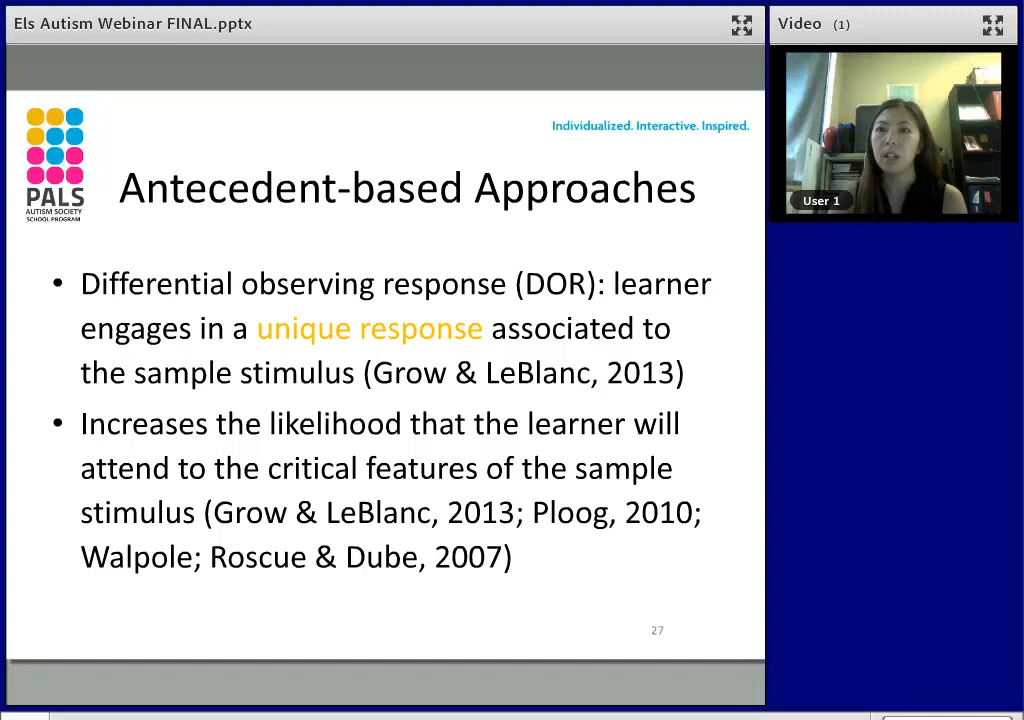 Els Autism Webinar FINAL.pptx
Video (1)
User 1
PALS
AUTISM SOCIETY
SCHOOL PROGRAM
Individualized. Interactive. Inspired.
Antecedent-based Approaches
• Differential observing response (DOR): learner
engages in a unique response associated to
the sample stimulus (Grow & LeBlanc, 2013)
• Increases the likelihood that the learner will
attend to the critical features of the sample
stimulus (Grow & LeBlanc, 2013; Ploog, 2010;
Walpole; Roscue & Dube, 2007)
27